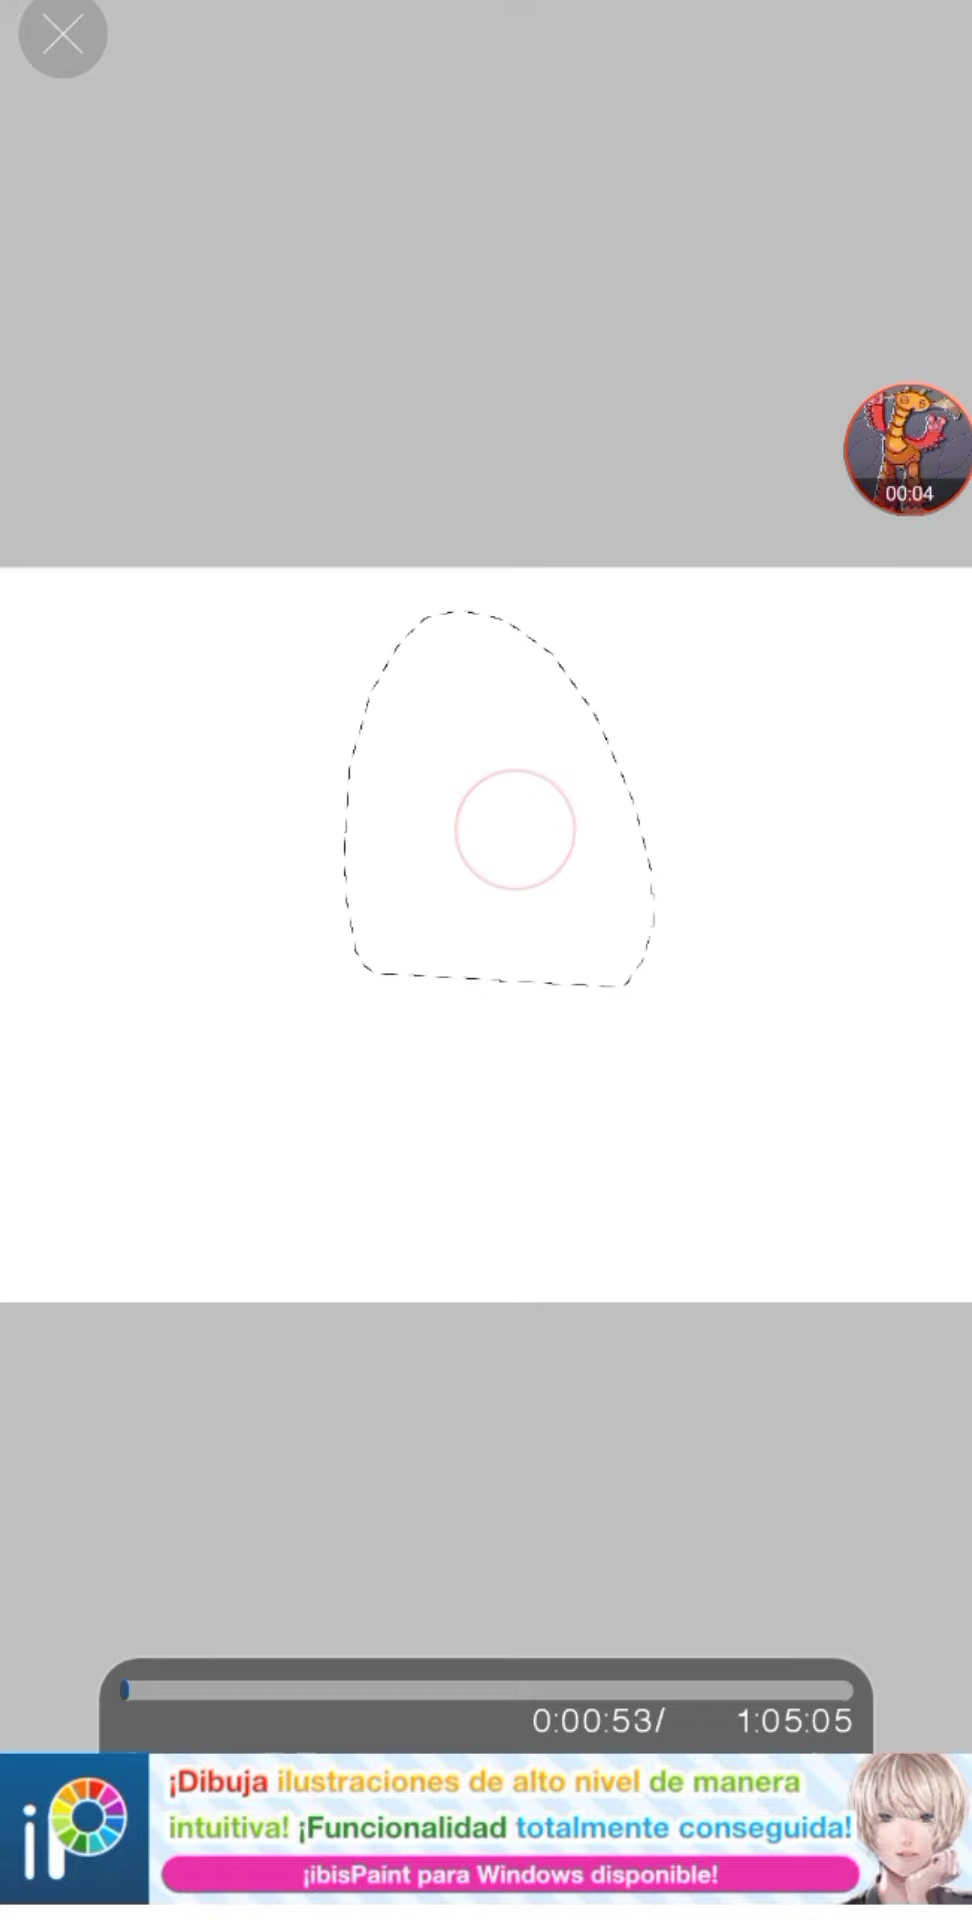 00:04
0:00:53/ 1:05:05
iP
¡Dibuja ilustraciones de alto nivel de manera
intuitiva! ¡Funcionalidad totalmente conseguida!
¡ibisPaint para Windows disponible!